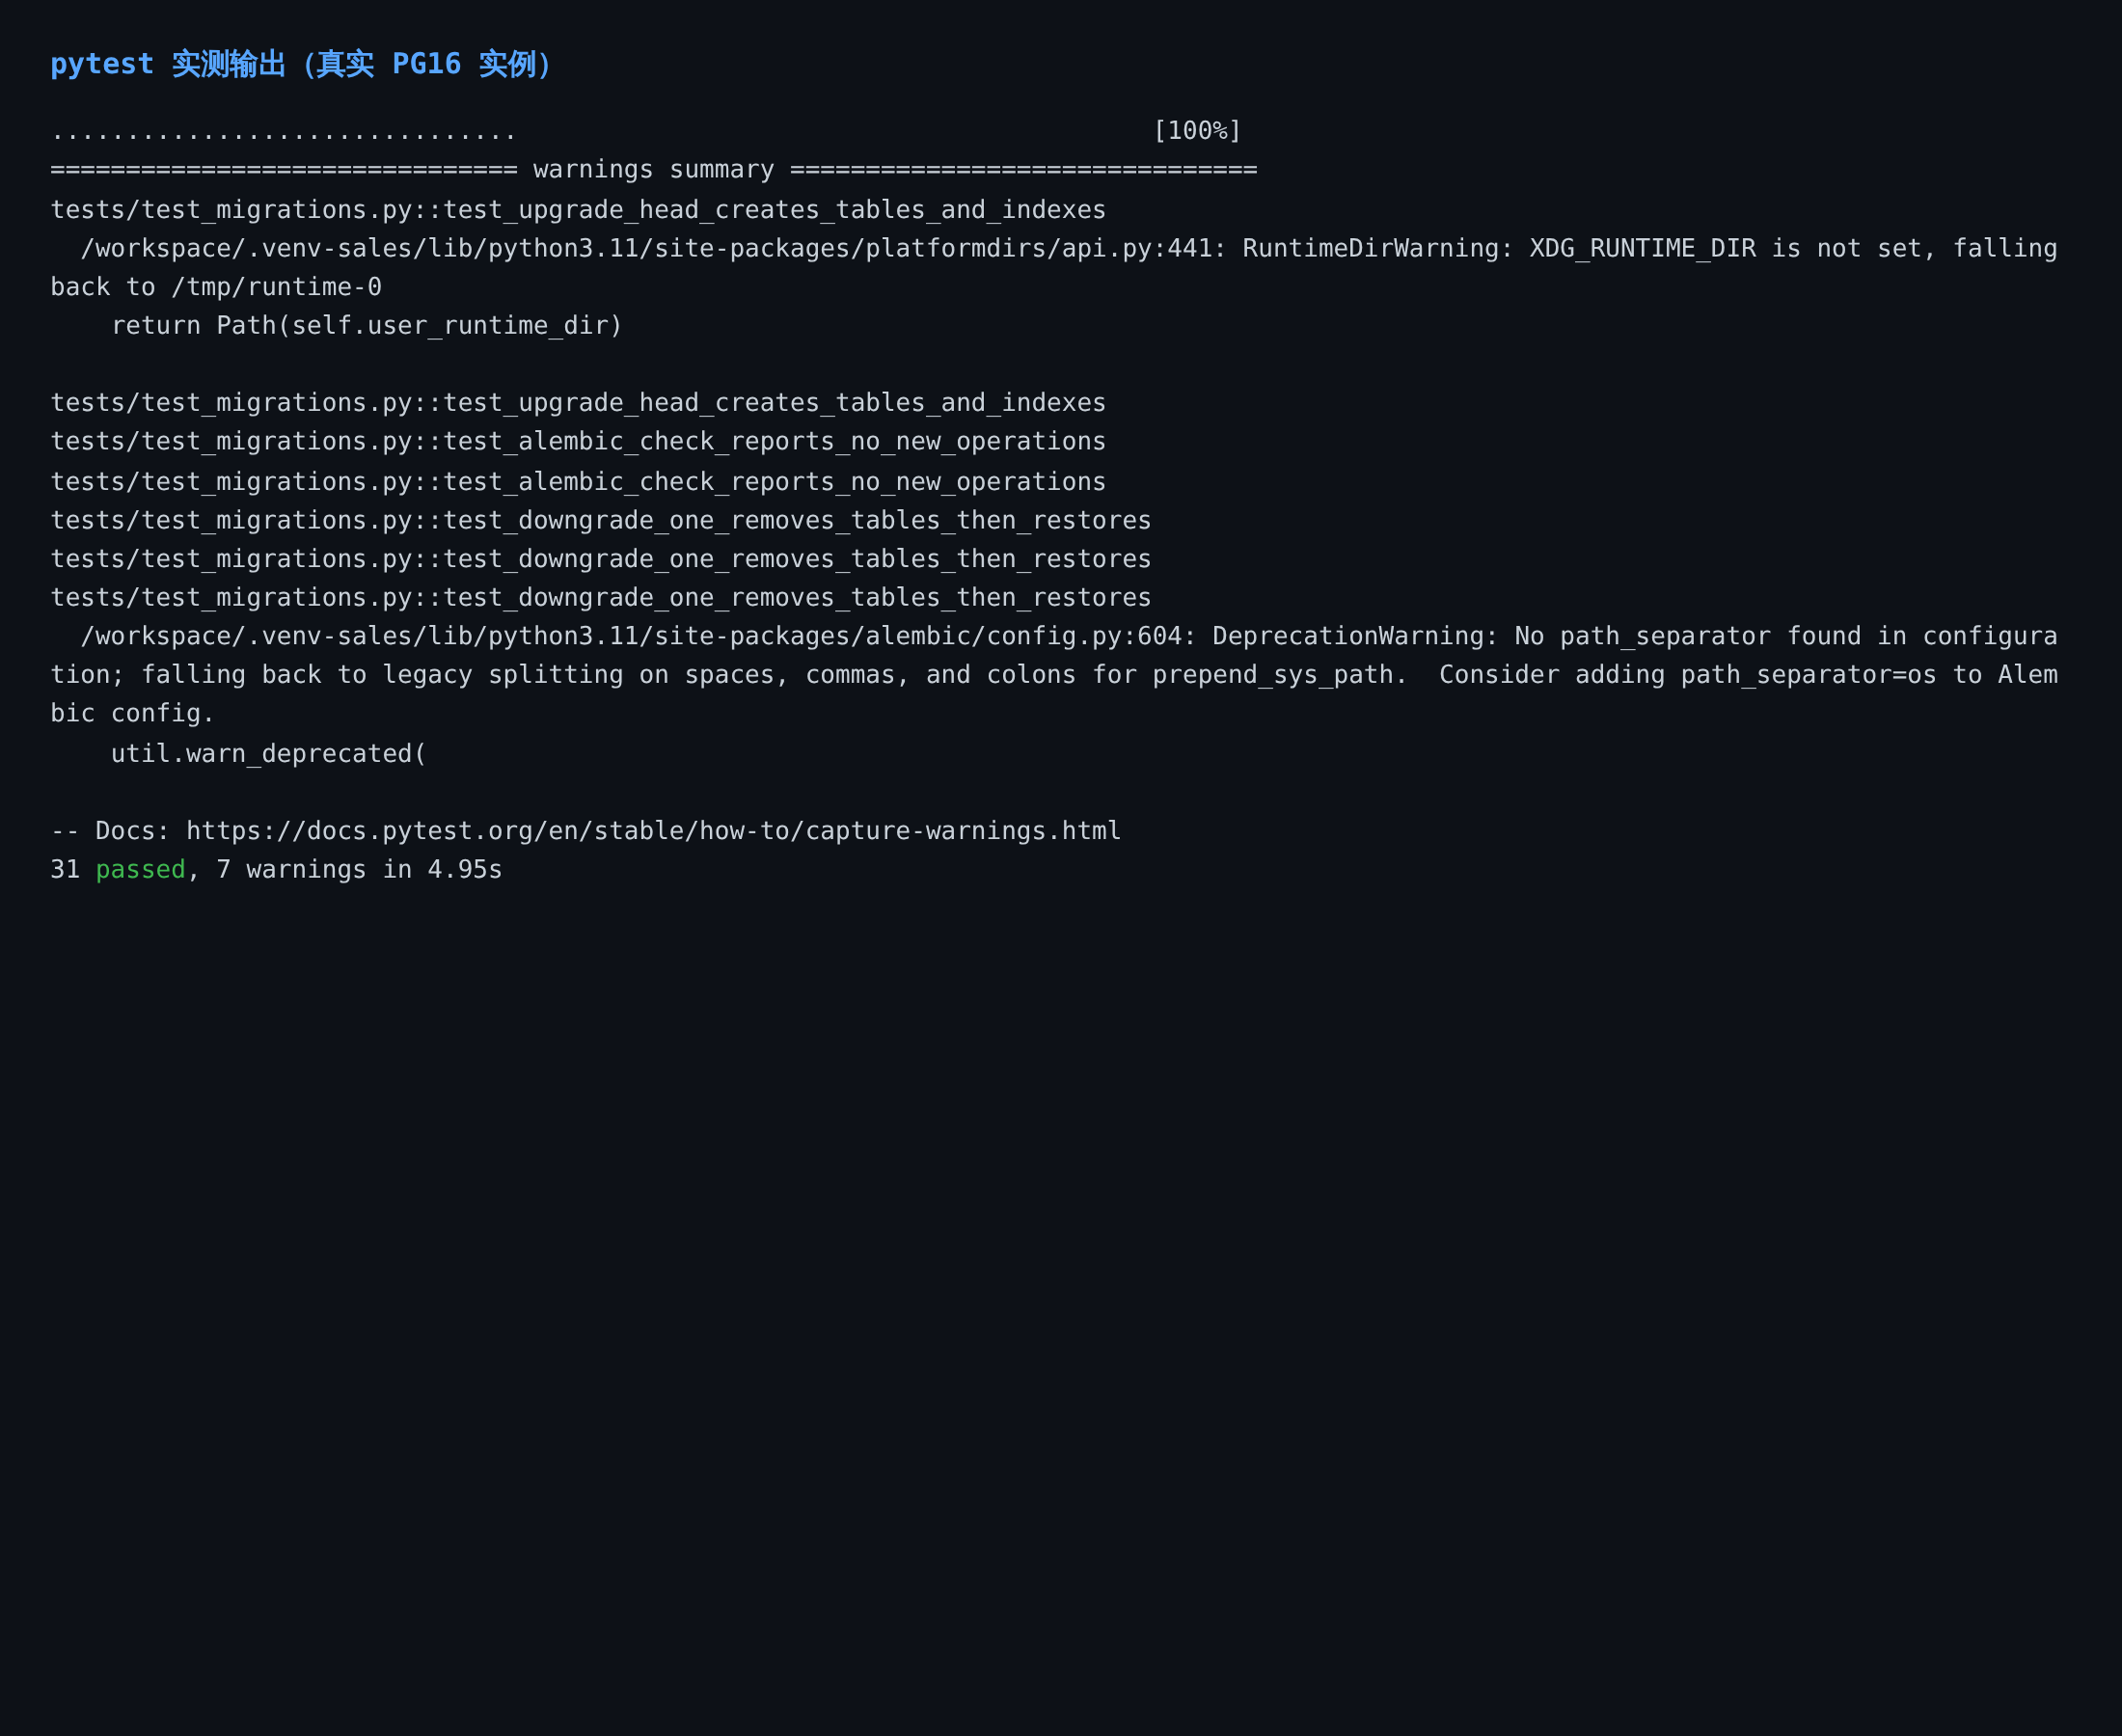 pytest 实测输出（真实 PG16 实例）
...............................                                          [100%]
=============================== warnings summary ===============================
tests/test_migrations.py::test_upgrade_head_creates_tables_and_indexes
  /workspace/.venv-sales/lib/python3.11/site-packages/platformdirs/api.py:441: RuntimeDirWarning: XDG_RUNTIME_DIR is not set, falling
back to /tmp/runtime-0
    return Path(self.user_runtime_dir)

tests/test_migrations.py::test_upgrade_head_creates_tables_and_indexes
tests/test_migrations.py::test_alembic_check_reports_no_new_operations
tests/test_migrations.py::test_alembic_check_reports_no_new_operations
tests/test_migrations.py::test_downgrade_one_removes_tables_then_restores
tests/test_migrations.py::test_downgrade_one_removes_tables_then_restores
tests/test_migrations.py::test_downgrade_one_removes_tables_then_restores
  /workspace/.venv-sales/lib/python3.11/site-packages/alembic/config.py:604: DeprecationWarning: No path_separator found in configura
tion; falling back to legacy splitting on spaces, commas, and colons for prepend_sys_path.  Consider adding path_separator=os to Alem
bic config.
    util.warn_deprecated(

-- Docs: https://docs.pytest.org/en/stable/how-to/capture-warnings.html
31 passed, 7 warnings in 4.95s